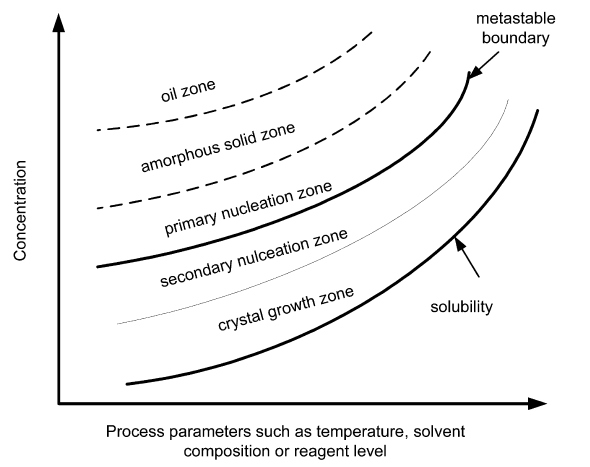 metastable
boundary
oil zone
amorphous solid zone
primary nucleation zone
secondary nulceation zone
crystal growth zone
solubility
Concentration
Process parameters such as temperature, solvent
composition or reagent level